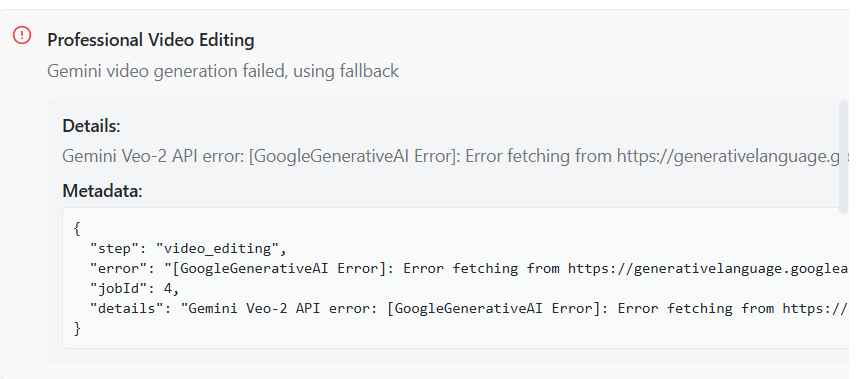 Professional Video Editing
Gemini video generation failed, using fallback
Details:
Gemini Veo-2 API error: [GoogleGenerativeAI Error]: Error fetching from https://generativelanguage.g
Metadata:
{
"step": "video_editing",
"error": "[GoogleGenerativeAI Error]: Error fetching from https://generativelanguage.googlea
"jobId": 4,
"details": "Gemini Veo-2 API error: [GoogleGenerativeAI Error]: Error fetching from https://
}